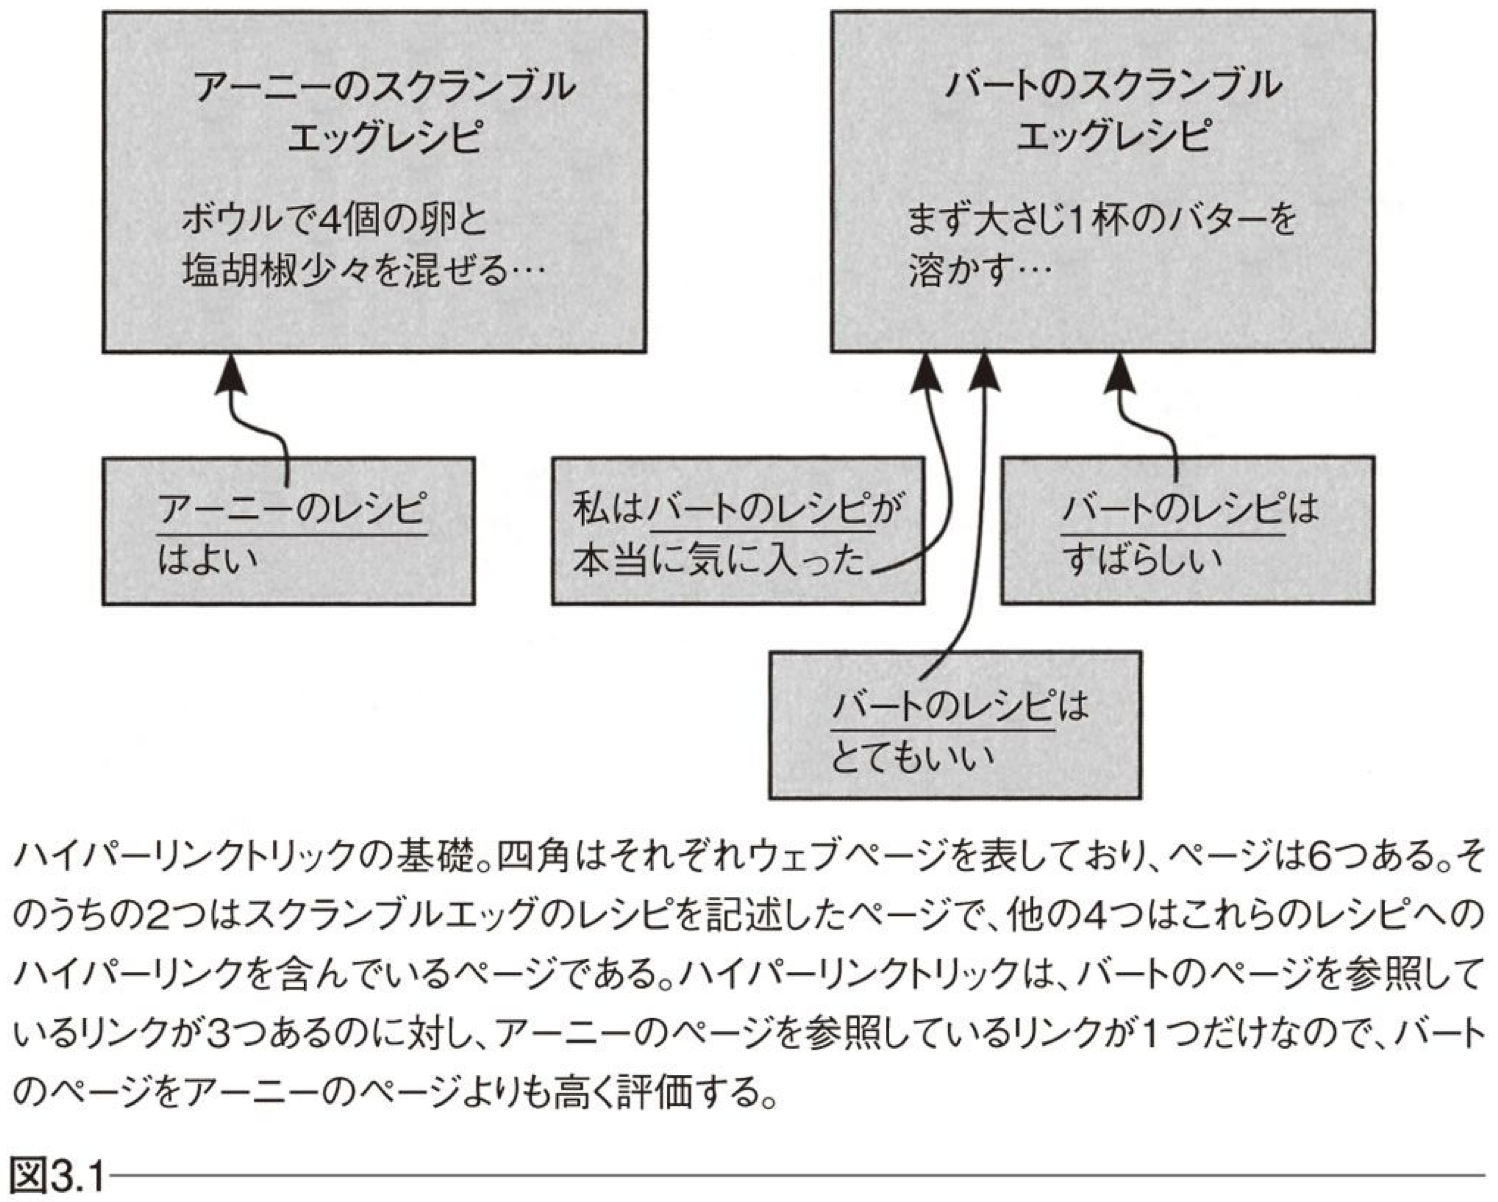 アーニーのスクランブル
エッグレシピ
ボウルで4個の卵と
塩胡椒少々を混ぜる…
バートのスクランブル
エッグレシピ
まず大さじ1杯のバターを
溶かす…
アーニーのレシピ
はよい
私はバートのレシピが
本当に気に入った
バートのレシピは
すばらしい
バートのレシピは
とてもいい
ハイパーリンクトリックの基礎。四角はそれぞれウェブページを表しており、ページは6つある。そ
のうちの2つはスクランブルエッグのレシピを記述したページで、他の4つはこれらのレシピへの
ハイパーリンクを含んでいるページである。ハイパーリンクトリックは、バートのページを参照して
いるリンクが3つあるのに対し、アーニーのページを参照しているリンクが1つだけなので、バート
のページをアーニーのページよりも高く評価する。
図3.1